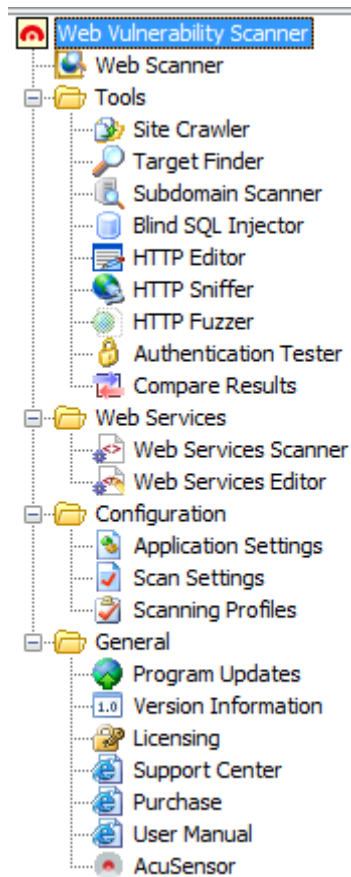 Web Vulnerability Scanner
Web Scanner
Tools
Site Crawler
Target Finder
Subdomain Scanner
Blind SQL Injector
HTTP Editor
HTTP Sniffer
HTTP Fuzzer
Authentication Tester
Compare Results
Web Services
Web Services Scanner
Web Services Editor
Configuration
Application Settings
Scan Settings
Scanning Profiles
General
Program Updates
1.0 Version Information
Licensing
Support Center
Purchase
User Manual
AcuSensor